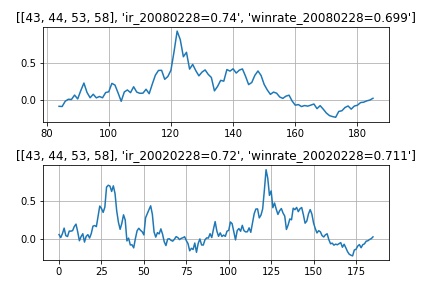 [[43, 44, 53, 58], 'ir_20080228=0.74', 'winrate_20080228=0.699']
0.5
0.0
80 100 120 140 160 180
[[43, 44, 53, 58], 'ir_20020228=0.72', 'winrate_20020228=0.711']
0.5
0.0
0 25 50 75 100 125 150 175